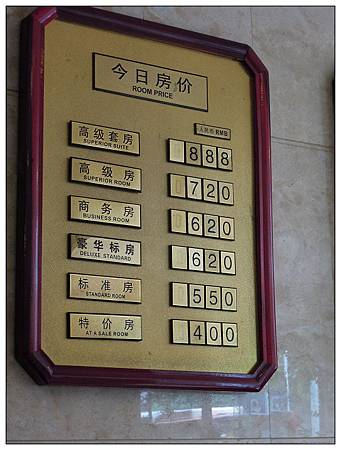 今日房价
ROOM PRICE
人民币 RMB
高级套房 888
SUPERIOR SUITE
高级房 0720
SUPERIOR ROOM
商务房 0620
BUSINESS ROOM
豪华标房 620
DELUXE STANDARD
标准房 550
STANDARD ROOM
特价房 400
AT A SALE ROOM